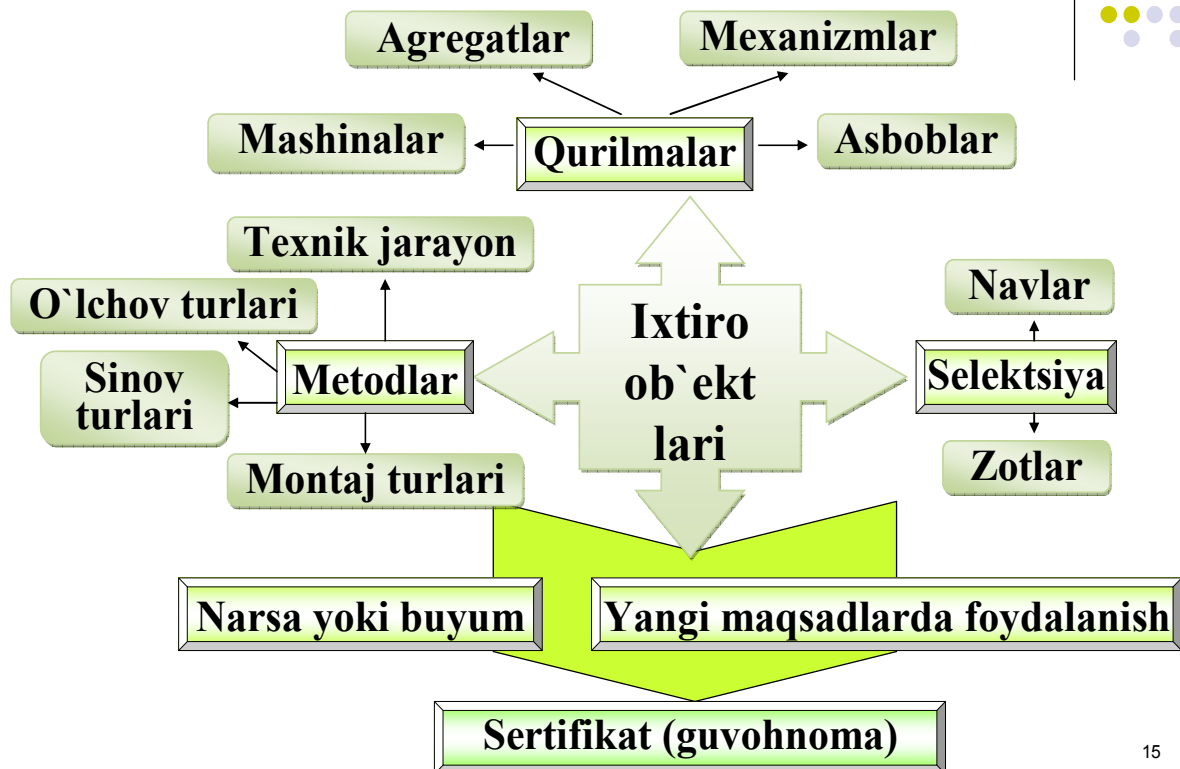 Agregatlar
Mexanizmlar
Mashinalar
Qurilmalar
Asboblar
Texnik jarayon
O`lchov turlari
Sinov
turlari
Metodlar
Montaj turlari
Ixtiro
ob`ekt
lari
Navlar
Selektsiya
Zotlar
Narsa yoki buyum
Yangi maqsadlarda foydalanish
Sertifikat (guvohnoma)
15